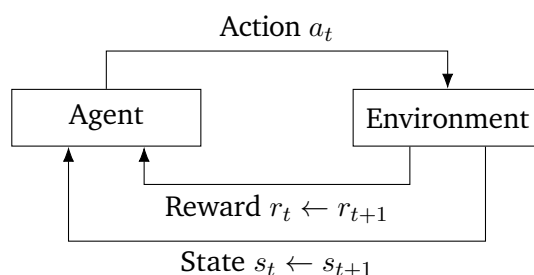 Action a_t
Agent
Environment
Reward r_t ← r_{t+1}
State s_t ← s_{t+1}